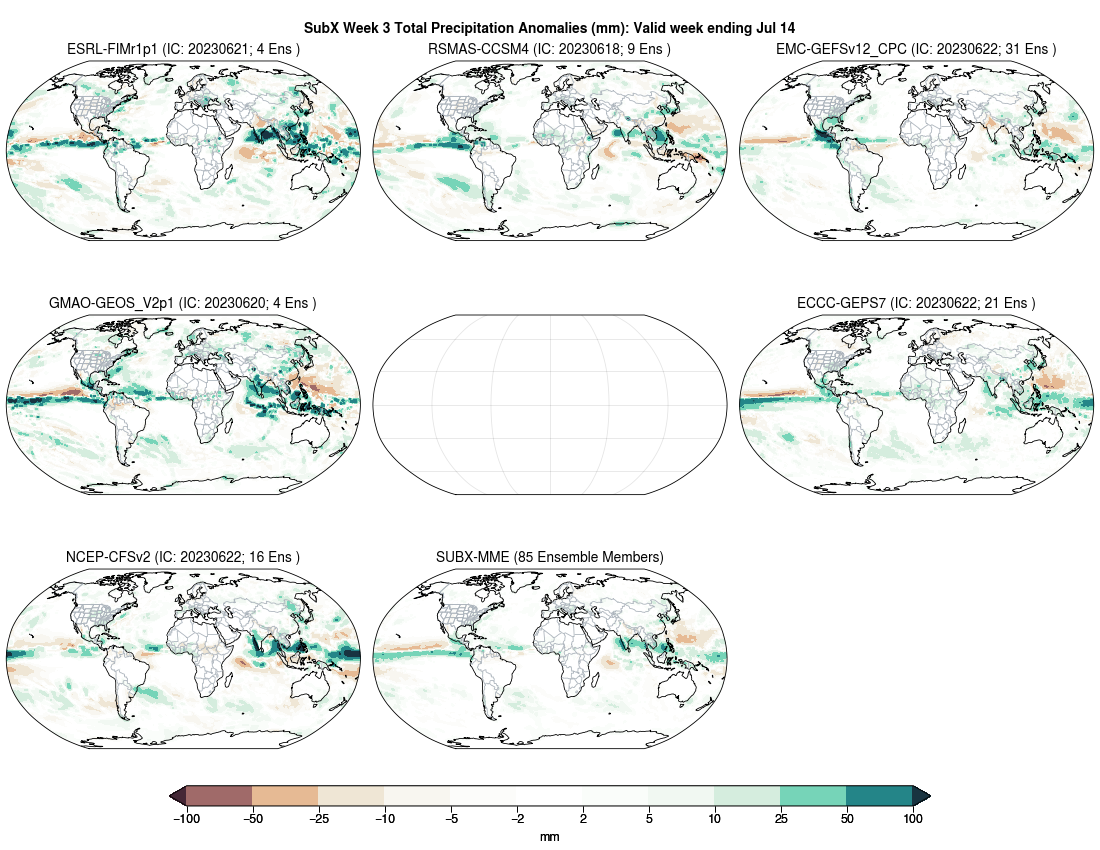 SubX Week 3 Total Precipitation Anomalies (mm): Valid week ending Jul 14
ESRL-FIMr1p1 (IC: 20230621; 4 Ens )
RSMAS-CCSM4 (IC: 20230618; 9 Ens )
EMC-GEFSv12_CPC (IC: 20230622; 31 Ens )
GMAO-GEOS_V2p1 (IC: 20230620; 4 Ens )
ECCC-GEPS7 (IC: 20230622; 21 Ens )
NCEP-CFSv2 (IC: 20230622; 16 Ens )
SUBX-MME (85 Ensemble Members)
−100 −50 −25 −10 −5 −2 2 5 10 25 50 100
mm